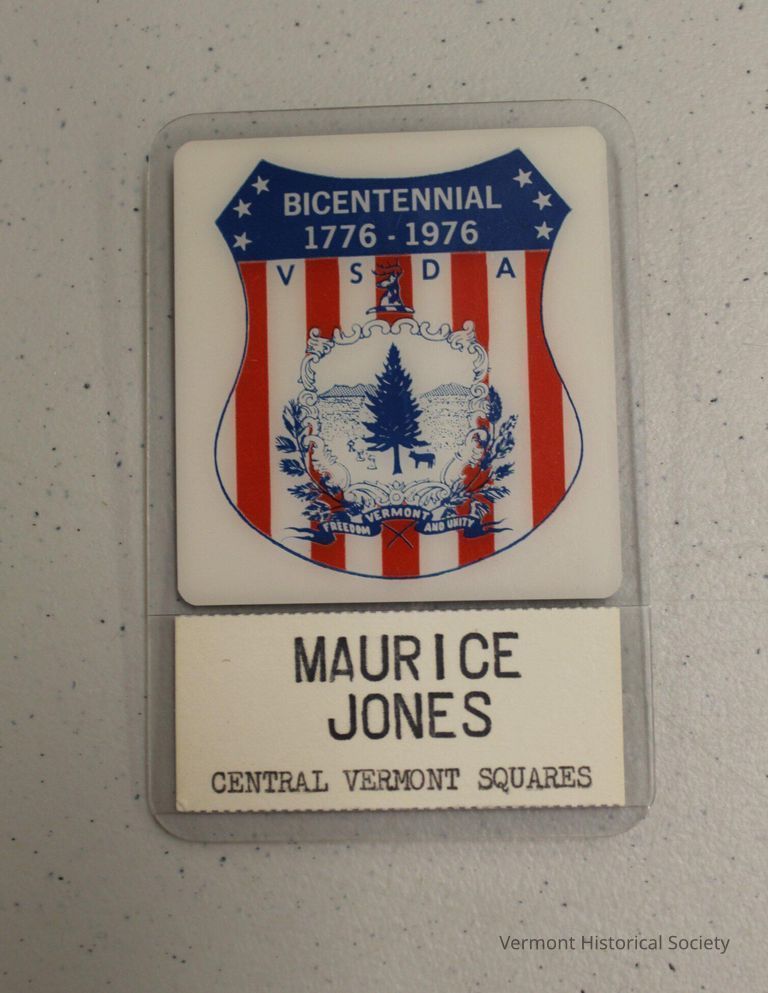 BICENTENNIAL
1776 - 1976
V S D A
VERMONT
FREEDOM AND UNITY
MAURICE
JONES
CENTRAL VERMONT SQUARES
Vermont Historical Society